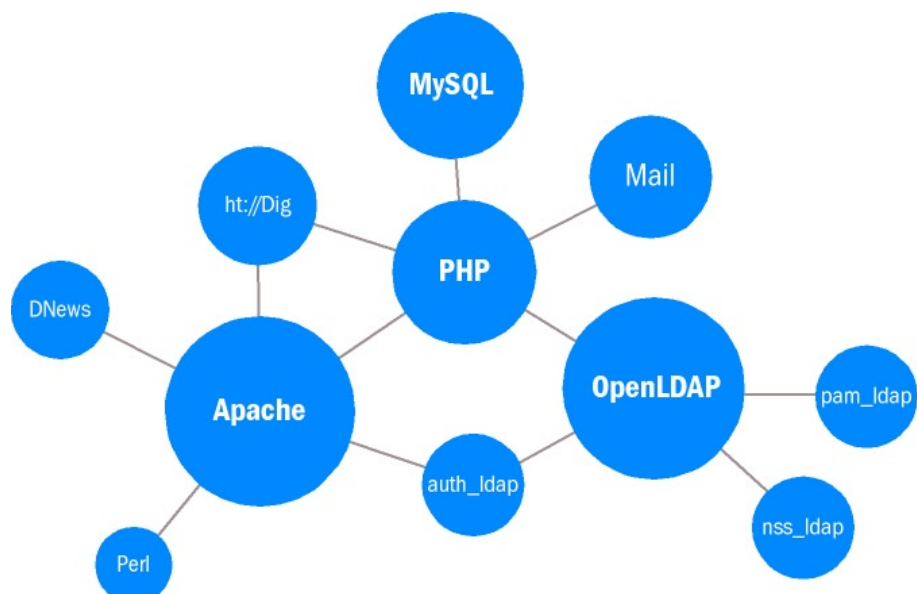 MySQL
Mail
ht://Dig
PHP
DNews
OpenLDAP
Apache
pam_ldap
auth_ldap
nss_ldap
Perl